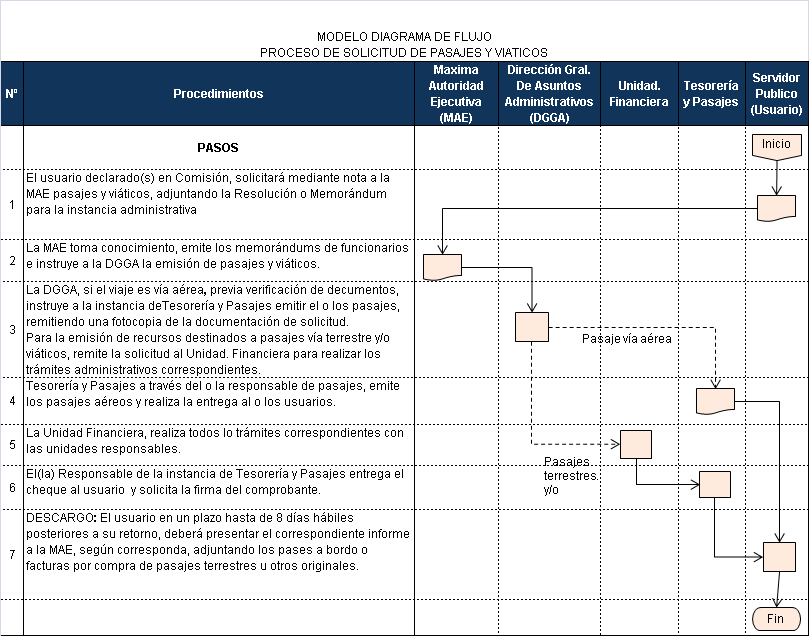 MODELO DIAGRAMA DE FLUJO
PROCESO DE SOLICITUD DE PASAJES Y VIATICOS
Nº
Procedimientos
Maxima
Autoridad
Ejecutiva
(MAE)
Dirección Gral.
De Asuntos
Administrativos
(DGGA)
Unidad.
Financiera
Tesorería
y Pasajes
Servidor
Publico
(Usuario)
PASOS
Inicio
1
El usuario declarado(s) en Comisión, solicitará mediante nota a la
MAE pasajes y viáticos, adjuntando la Resolución o Memorándum
para la instancia administrativa
2
La MAE toma conocimiento, emite los memorándums de funcionarios
e instruye a la DGGA la emisión de pasajes y viáticos.
3
La DGGA, si el viaje es vía aérea, previa verificación de decumentos,
instruye a la instancia deTesorería y Pasajes emitir el o los pasajes,
remitiendo una fotocopia de la documentación de solicitud.
Para la emisión de recursos destinados a pasajes vía terrestre y/o
viáticos, remite la solicitud al Unidad. Financiera para realizar los
trámites administrativos correspondientes.
Pasaje vía aérea
4
Tesorería y Pasajes a través del o la responsable de pasajes, emite
los pasajes aéreos y realiza la entrega al o los usuarios.
5
La Unidad Financiera, realiza todos lo trámites correspondientes con
las unidades responsables.
Pasajes
terrestres
y/o
6
El(la) Responsable de la instancia de Tesorería y Pasajes entrega el
cheque al usuario y solicita la firma del comprobante.
7
DESCARGO: El usuario en un plazo hasta de 8 días hábiles
posteriores a su retorno, deberá presentar el correspondiente informe
a la MAE, según corresponda, adjuntando los pases a bordo o
facturas por compra de pasajes terrestres u otros originales.
Fin